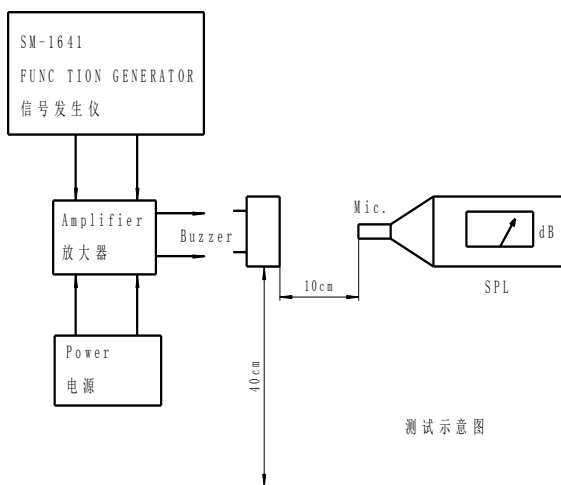 SM-1641
FUNC TION GENERATOR
信号发生仪
Amplifier
放大器
Buzzer
Mic.
dB
SPL
10cm
40cm
Power
电源
测试示意图